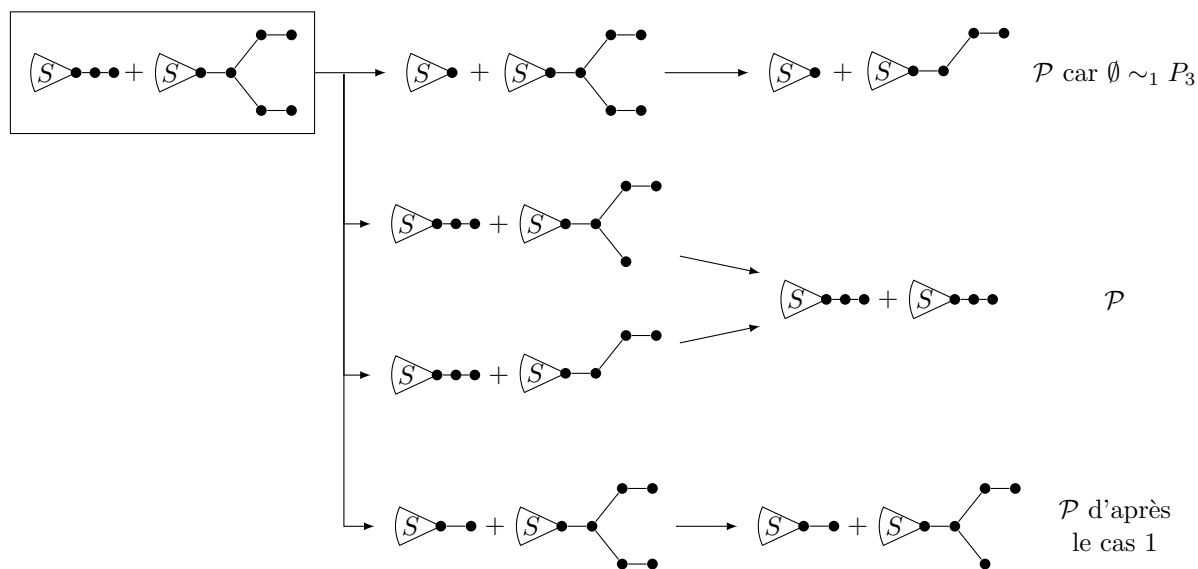 S + S S + S S + S 𝒫 car ∅ ∼₁ P₃
S + S
S + S 𝒫
S + S
S + S S + S 𝒫 d'après
le cas 1